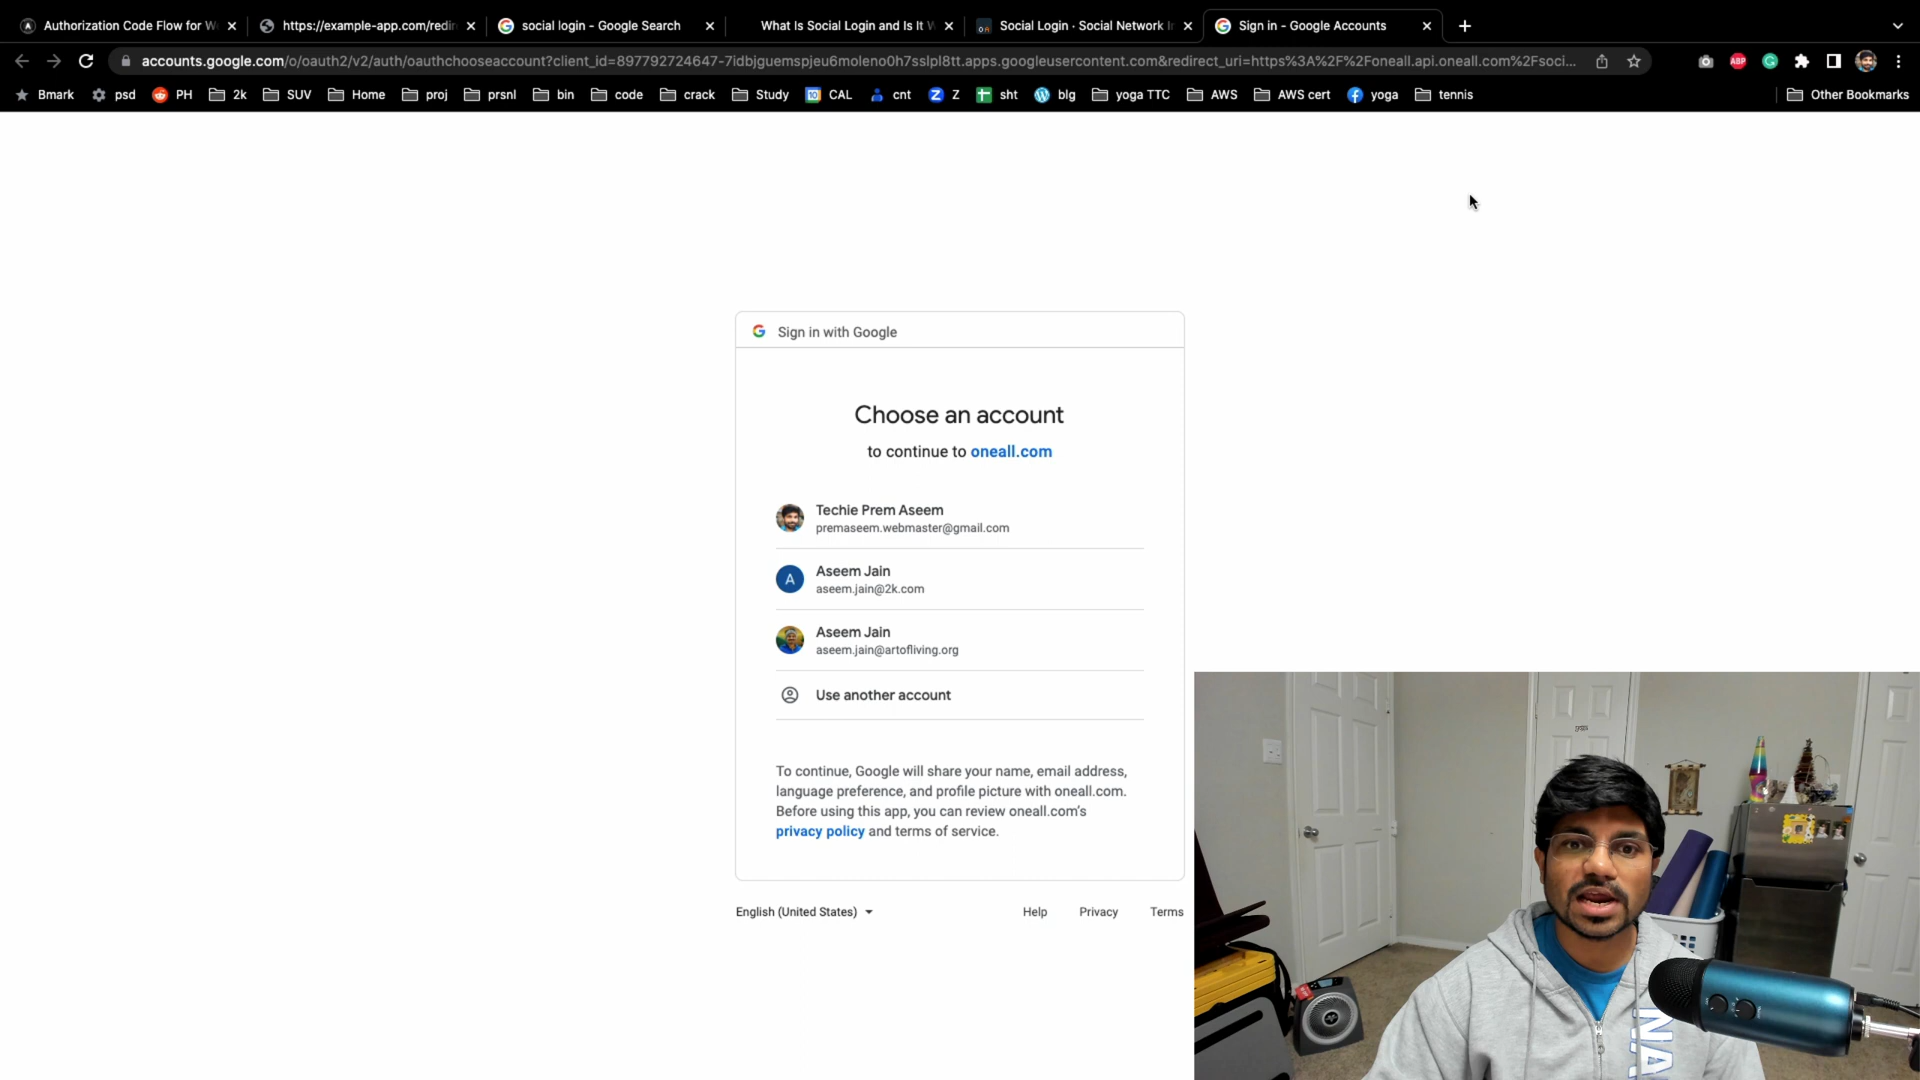 Authorization Code Flow for W
https://example-app.com/redir
social login - Google Search
What Is Social Login and Is It W
Social Login · Social Network I
Sign in - Google Accounts
accounts.google.com/o/oauth2/v2/auth/oauthchooseaccount?client_id=897792724647-7idbjguemspjeu6moleno0h7sslpl8tt.apps.googleusercontent.com&redirect_uri=https%3A%2F%2Foneall.api.oneall.com%2Fsoci...
ABP
Bmark psd PH 2k SUV Home proj prsnl bin code crack Study CAL cnt Z sht blg yoga TTC AWS AWS cert yoga tennis Other Bookmarks
Sign in with Google
Choose an account
to continue to oneall.com
Techie Prem Aseem
premaseem.webmaster@gmail.com
A
Aseem Jain
aseem.jain@2k.com
Aseem Jain
aseem.jain@artofliving.org
Use another account
To continue, Google will share your name, email address,
language preference, and profile picture with oneall.com.
Before using this app, you can review oneall.com's
privacy policy and terms of service.
English (United States)
Help
Privacy
Terms
NA